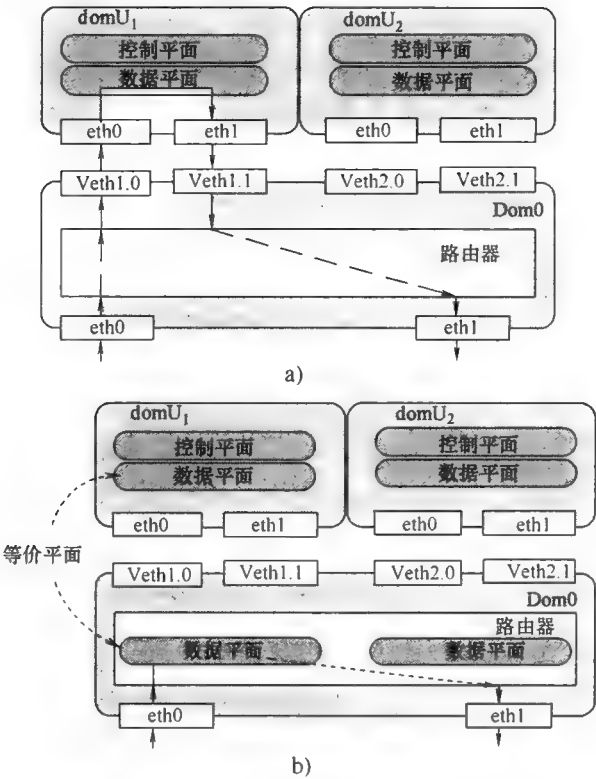 domU1 domU2
控制平面 控制平面
数据平面 数据平面
eth0 eth1 eth0 eth1
Veth1.0 Veth1.1 Veth2.0 Veth2.1
Dom0
路由器
eth0 eth1
a)
domU1 domU2
控制平面 控制平面
数据平面 数据平面
eth0 eth1 eth0 eth1
等价平面
Veth1.0 Veth1.1 Veth2.0 Veth2.1
Dom0
路由器
数据平面 数据平面
eth0 eth1
b)